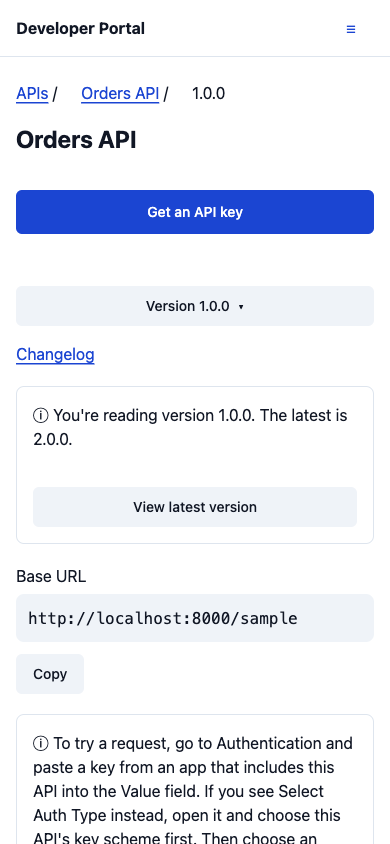 Developer Portal ≡
APIs / Orders API / 1.0.0
Orders API
Get an API key
Version 1.0.0 ▾
Changelog
ⓘ You're reading version 1.0.0. The latest is
2.0.0.
View latest version
Base URL
http://localhost:8000/sample
Copy
ⓘ To try a request, go to Authentication and
paste a key from an app that includes this
API into the Value field. If you see Select
Auth Type instead, open it and choose this
API's key scheme first. Then choose an